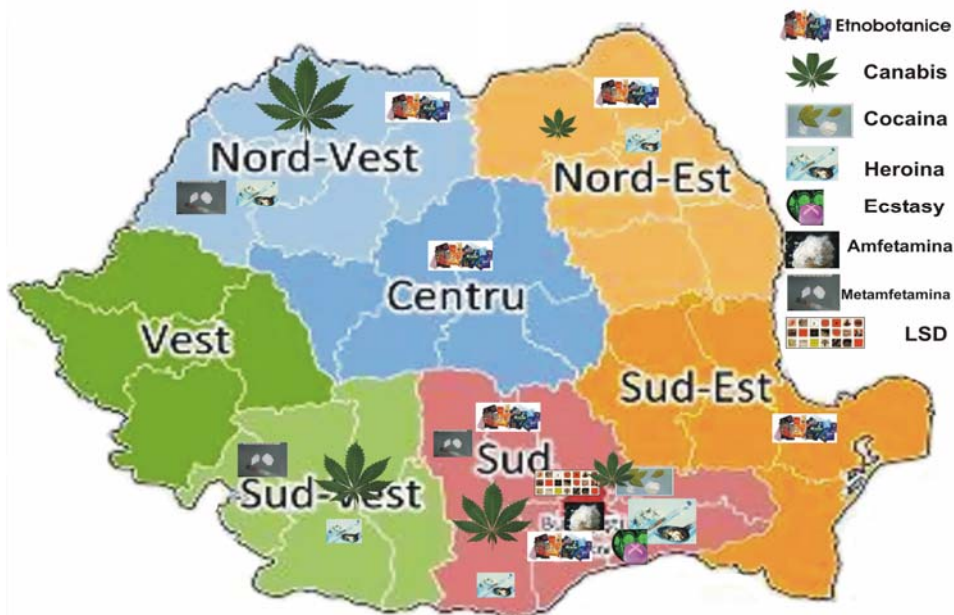 Etnobotanice
Canabis
Nord-Vest
Cocaina
Nord-Est
Heroina
Ecstasy
Amfetamina
Centru
Metamfetamina
Vest
LSD
Sud-Est
Sud
Sud-Vest